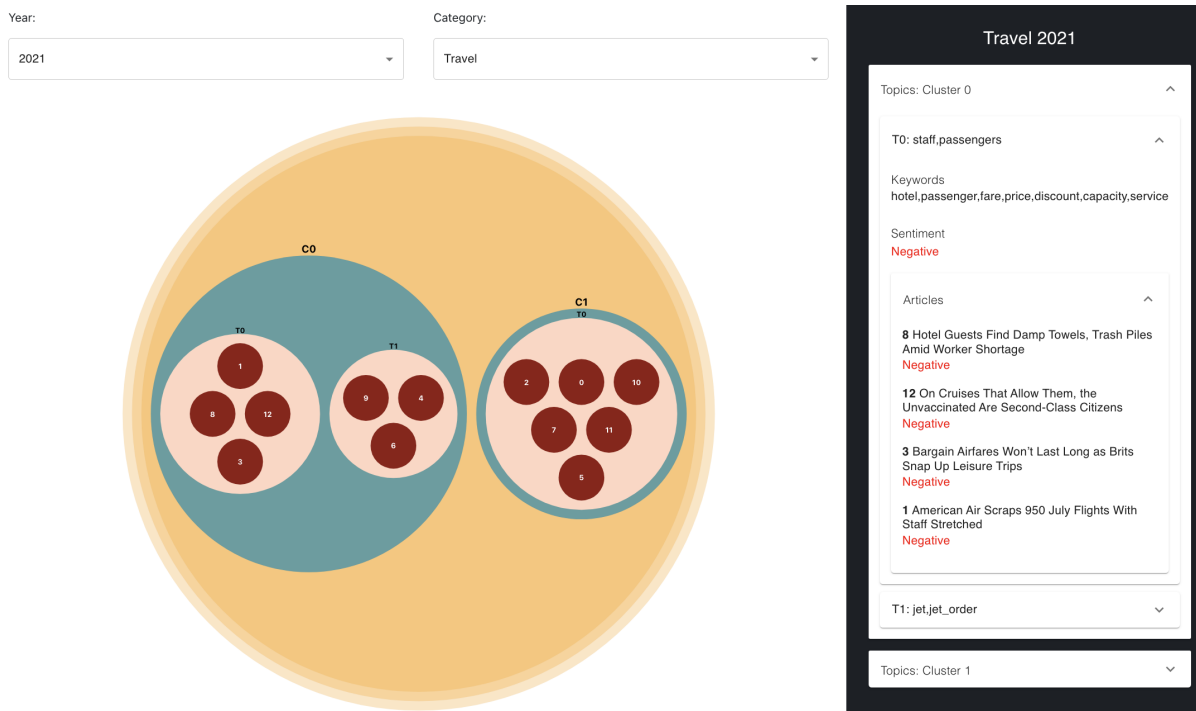 Year:
2021
Category:
Travel
C0
T0
1
8
12
3
T1
9
4
6
C1
T0
2
0
10
7
11
5
Travel 2021
Topics: Cluster 0
T0: staff,passengers
Keywords
hotel,passenger,fare,price,discount,capacity,service
Sentiment
Negative
Articles
8 Hotel Guests Find Damp Towels, Trash Piles
Amid Worker Shortage
Negative
12 On Cruises That Allow Them, the
Unvaccinated Are Second-Class Citizens
Negative
3 Bargain Airfares Won’t Last Long as Brits
Snap Up Leisure Trips
Negative
1 American Air Scraps 950 July Flights With
Staff Stretched
Negative
T1: jet,jet_order
Topics: Cluster 1